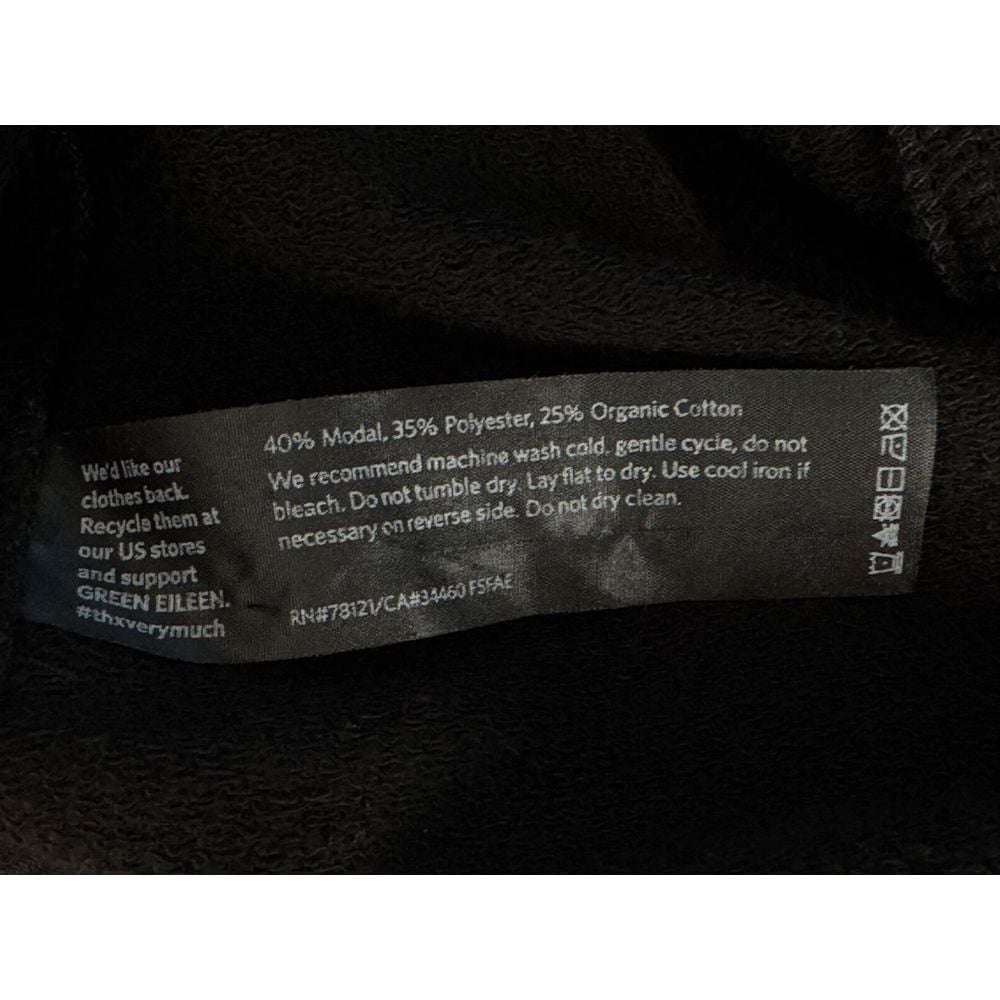 We'd like our
clothes back.
Recycle them at
our US stores
and support
GREEN EILEEN.
#thxverymuch
40% Modal, 35% Polyester, 25% Organic Cotton
We recommend machine wash cold, gentle cycle, do not
bleach. Do not tumble dry. Lay flat to dry. Use cool iron if
necessary on reverse side. Do not dry clean.
RN#78121/CA#34460 F5FAE